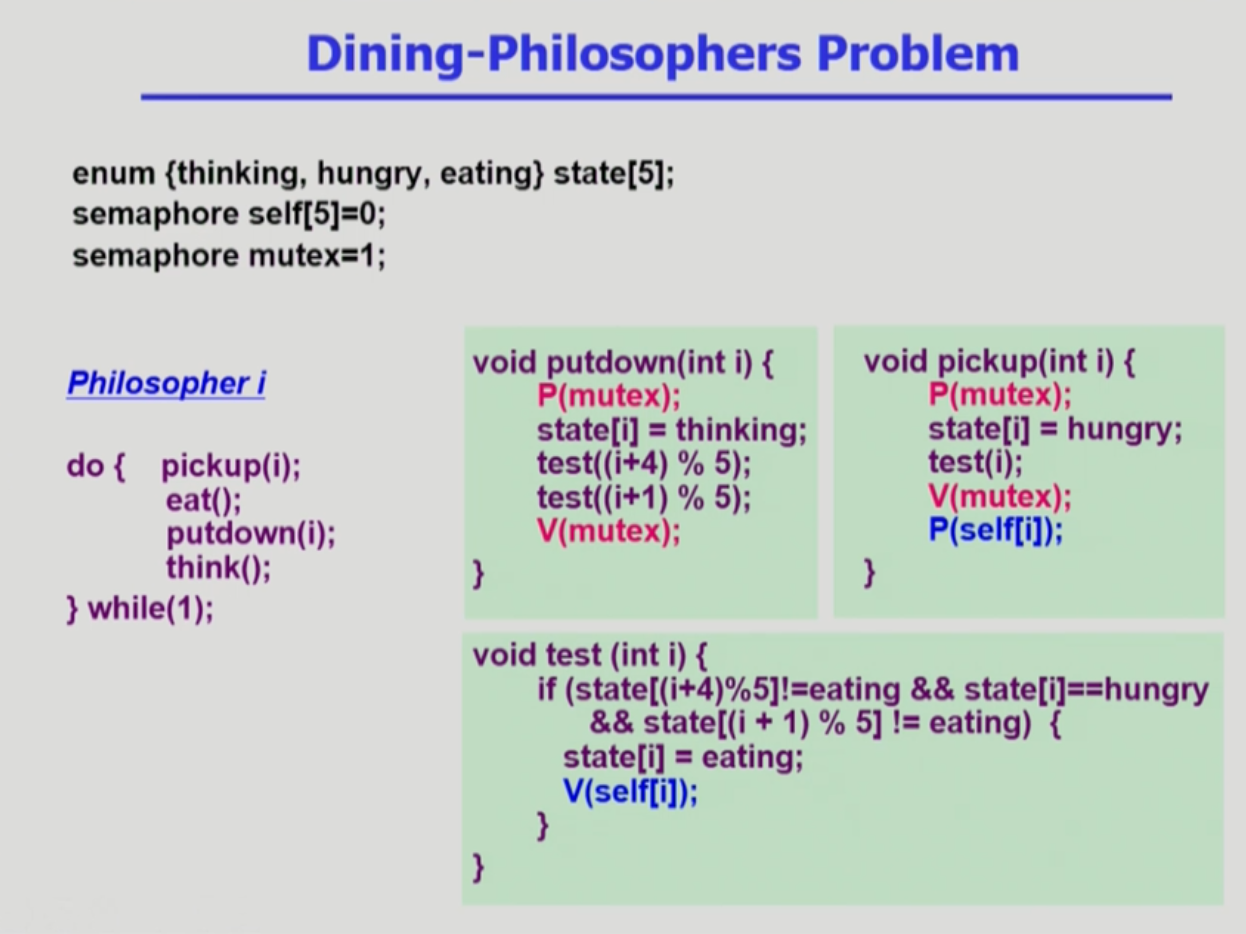 Dining-Philosophers Problem
enum {thinking, hungry, eating} state[5];
semaphore self[5]=0;
semaphore mutex=1;
Philosopher i
do { pickup(i);
eat();
putdown(i);
think();
} while(1);
void putdown(int i) {
P(mutex);
state[i] = thinking;
test((i+4) % 5);
test((i+1) % 5);
V(mutex);
}
void pickup(int i) {
P(mutex);
state[i] = hungry;
test(i);
V(mutex);
P(self[i]);
}
void test (int i) {
if (state[(i+4)%5]!=eating && state[i]==hungry
&& state[(i + 1) % 5] != eating) {
state[i] = eating;
V(self[i]);
}
}